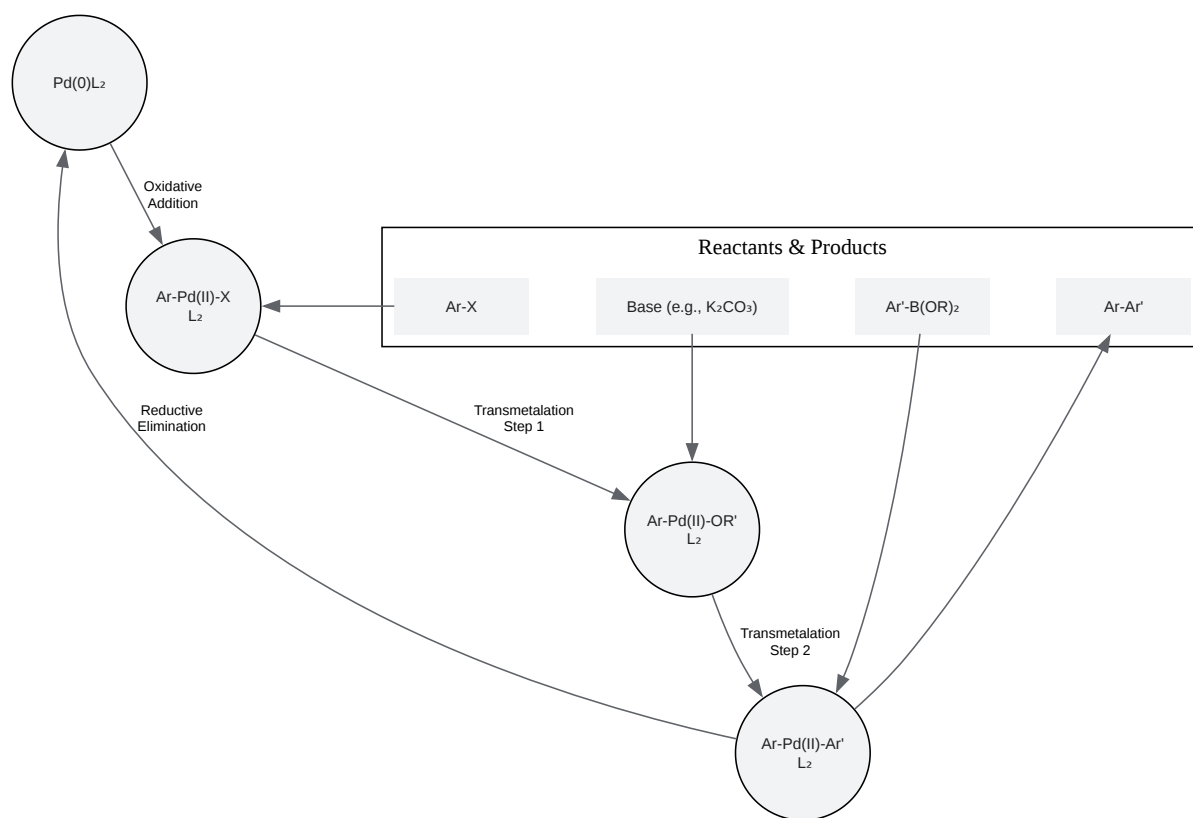 Pd(0)L₂
Oxidative
Addition
Reactants & Products
Ar-Pd(II)-X
L₂
Ar-X
Base (e.g., K₂CO₃)
Ar'-B(OR)₂
Ar-Ar'
Reductive
Elimination
Transmetalation
Step 1
Ar-Pd(II)-OR'
L₂
Transmetalation
Step 2
Ar-Pd(II)-Ar'
L₂